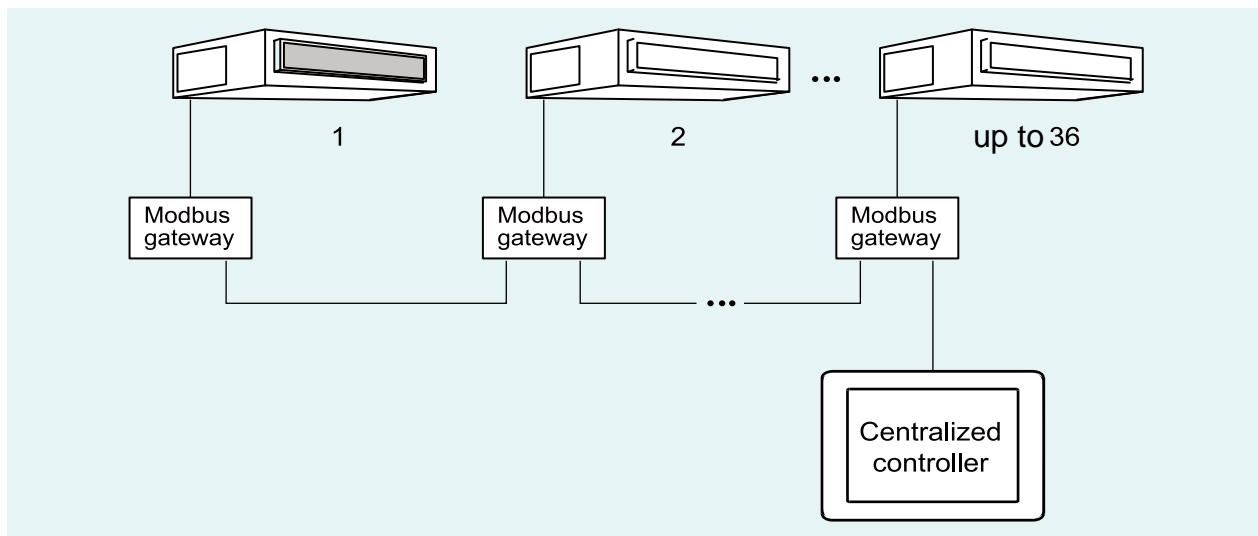 1
2
up to 36
Modbus
gateway
Modbus
gateway
Modbus
gateway
Centralized
controller